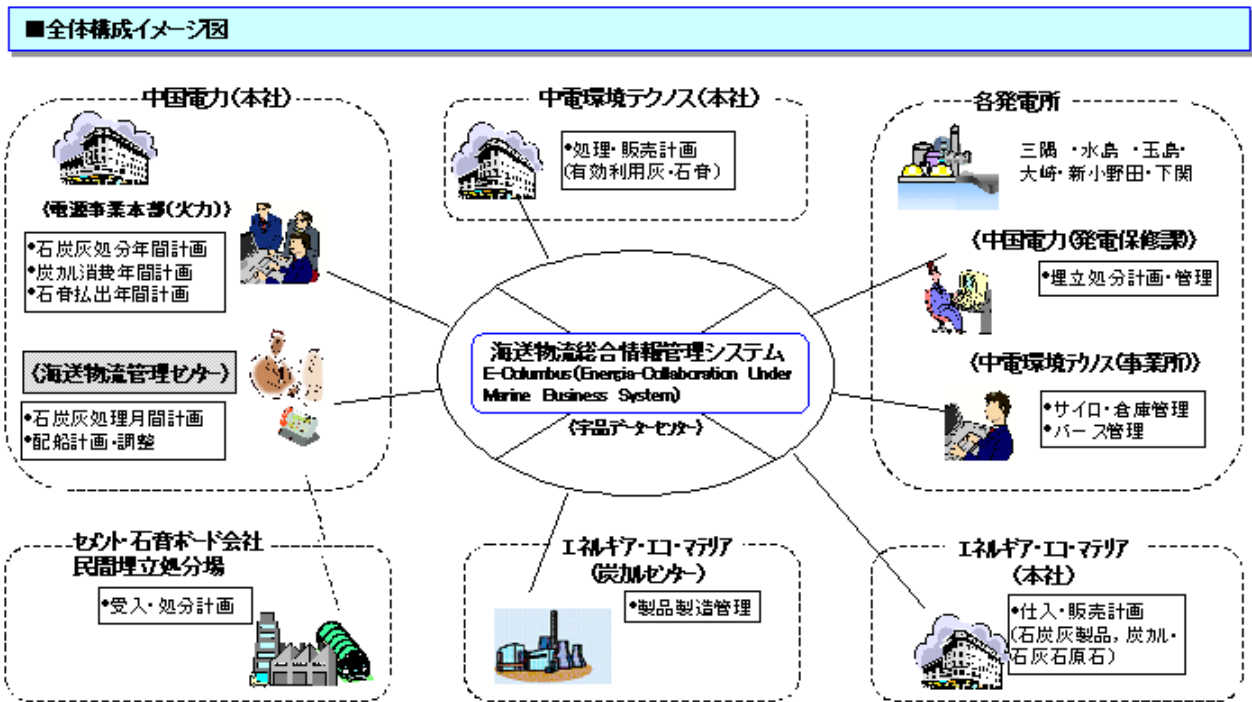 ■全体構成イメージ図
中国電力（本社）
《電源事業本部（火力）》
•石炭灰処分年間計画
•炭カル消費年間計画
•石膏払出年間計画
《海送物流管理センター》
•石炭灰処理月間計画
•配船計画・調整
中電環境テクノス（本社）
•処理・販売計画
（有効利用灰・石膏）
各発電所
三隅 ・水島 ・玉島・
大崎・新小野田・下関
《中国電力（発電保修課）》
•埋立処分計画・管理
《中電環境テクノス（事業所）》
•サイロ・倉庫管理
•バース管理
海送物流総合情報管理システム
E-Columbus（Energia-Collaboration Under
Marine Business System）
《宇品データーセンター》
セメント・石膏ボード会社
民間埋立処分場
•受入・処分計画
エネルギア・エコ・マテリア
（炭カルセンター）
•製品製造管理
エネルギア・エコ・マテリア
（本社）
•仕入・販売計画
（石炭灰製品，炭カル・
石灰石原石）